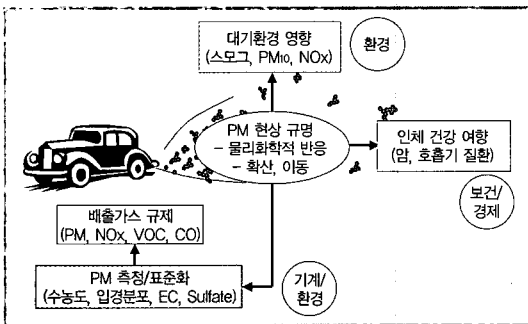 대기환경 영향
(스모그, PM10, NOx)
환경
PM 현상 규명
- 물리화학적 반응
- 확산, 이동
인체 건강 여향
(암, 호흡기 질환)
보건/
경제
배출가스 규제
(PM, NOx, VOC, CO)
PM 측정/표준화
(수농도, 입경분포, EC, Sulfate)
기계/
환경